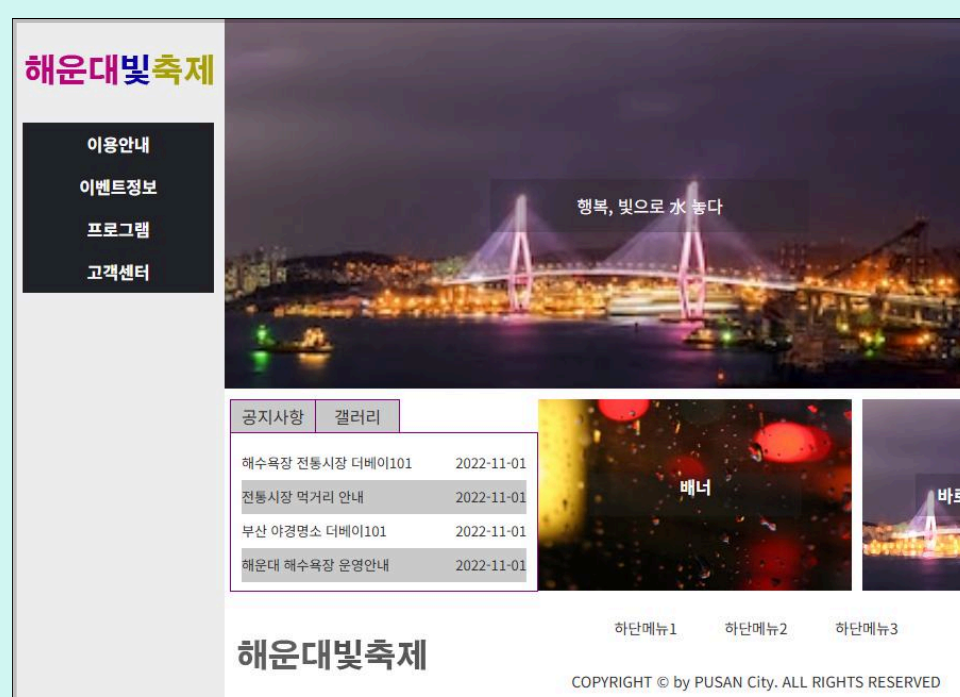 해운대빛축제
이용안내
이벤트정보
프로그램
고객센터
행복, 빛으로 水 놓다
공지사항 갤러리
해수욕장 전통시장 더베이101 2022-11-01
전통시장 먹거리 안내 2022-11-01
부산 야경명소 더베이101 2022-11-01
해운대 해수욕장 운영안내 2022-11-01
배너
바로
해운대빛축제
하단메뉴1 하단메뉴2 하단메뉴3
COPYRIGHT © by PUSAN City. ALL RIGHTS RESERVED